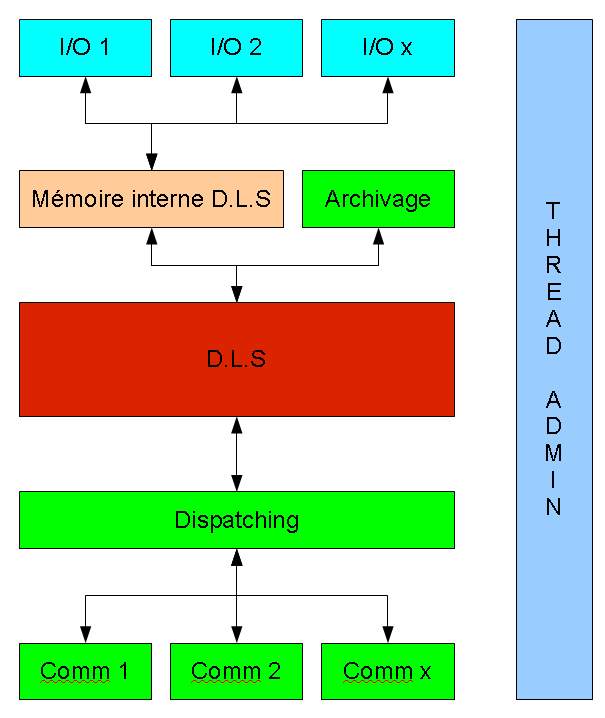 I/O 1
I/O 2
I/O x
Mémoire interne D.L.S
Archivage
D.L.S
Dispatching
Comm 1
Comm 2
Comm x
THREAD ADMIN